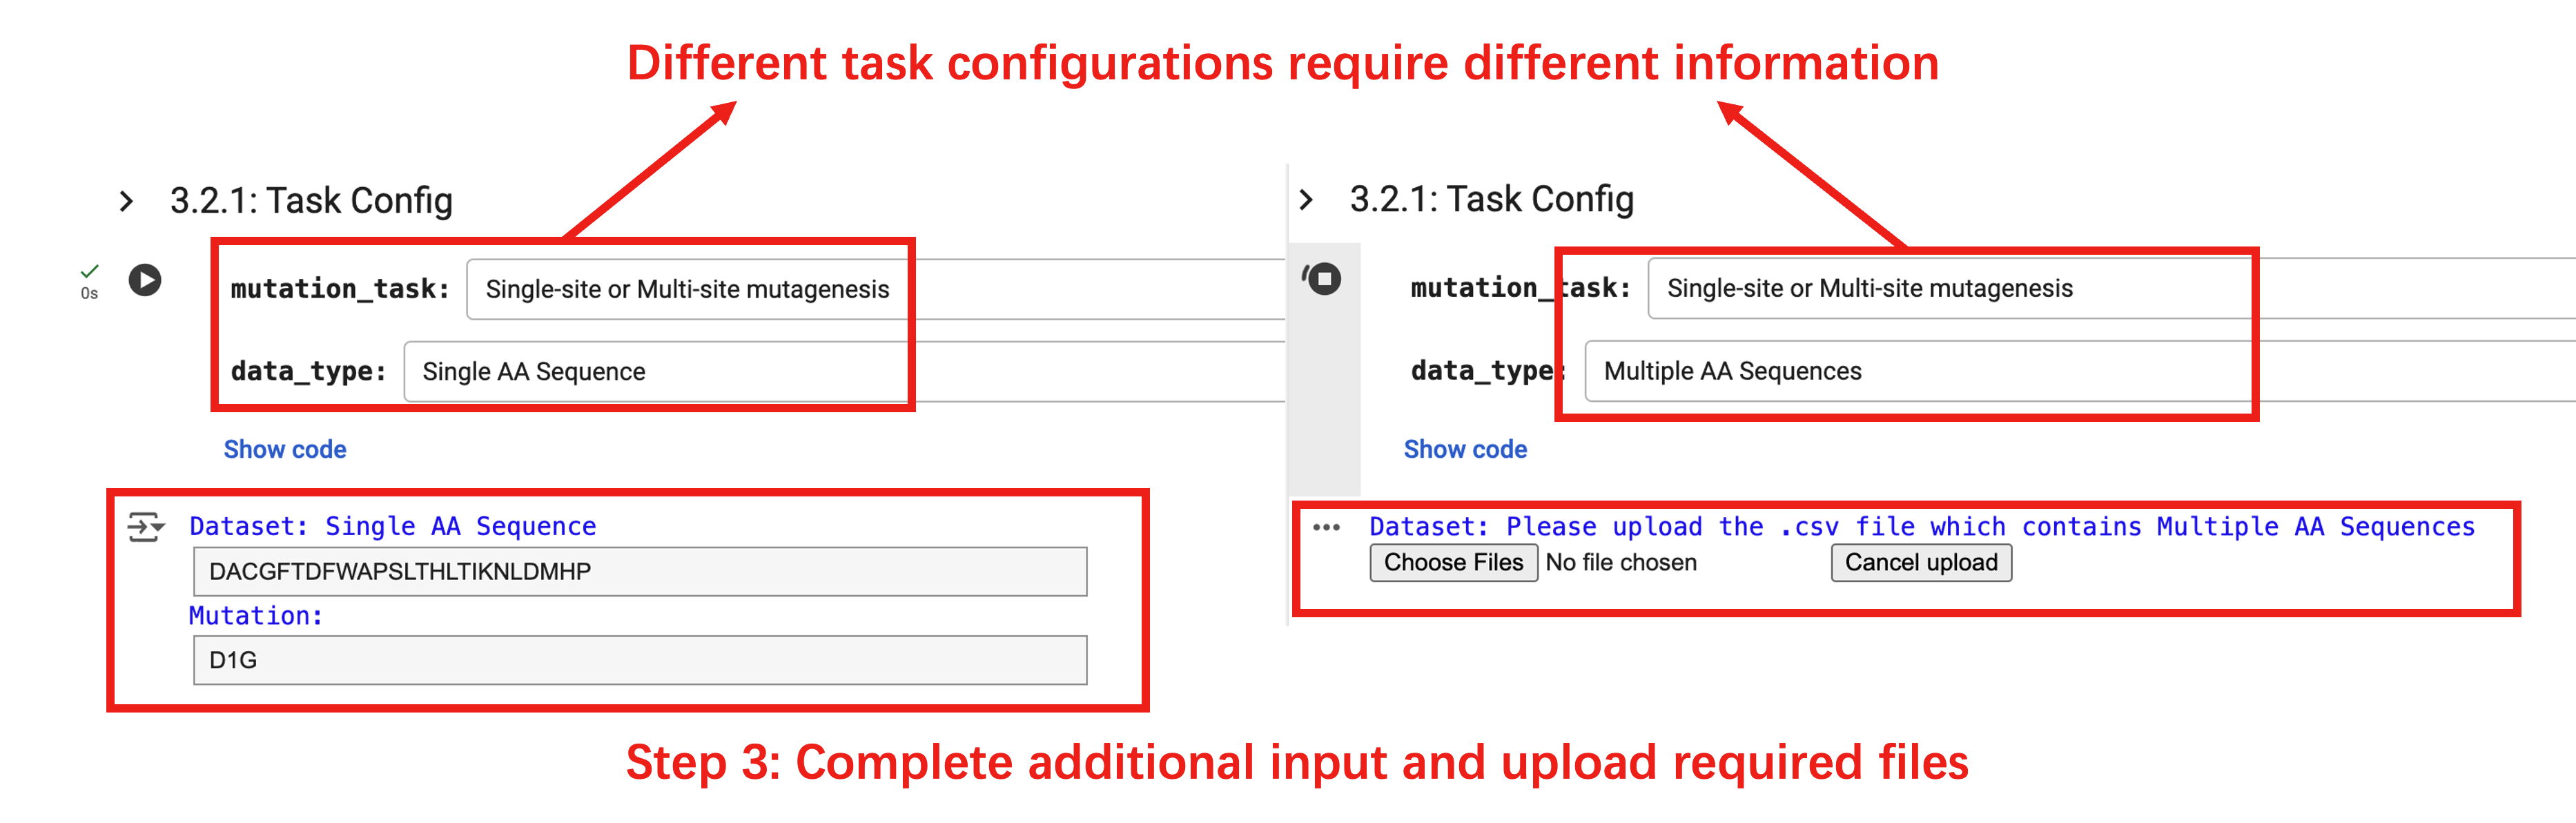 Different task configurations require different information
3.2.1: Task Config
0s
mutation_task: Single-site or Multi-site mutagenesis
data_type: Single AA Sequence
Show code
Dataset: Single AA Sequence
DACGFTDFWAPSLTHLTIKNLDMHP
Mutation:
D1G
3.2.1: Task Config
mutation_task: Single-site or Multi-site mutagenesis
data_type: Multiple AA Sequences
Show code
Dataset: Please upload the .csv file which contains Multiple AA Sequences
Choose Files No file chosen Cancel upload
Step 3: Complete additional input and upload required files